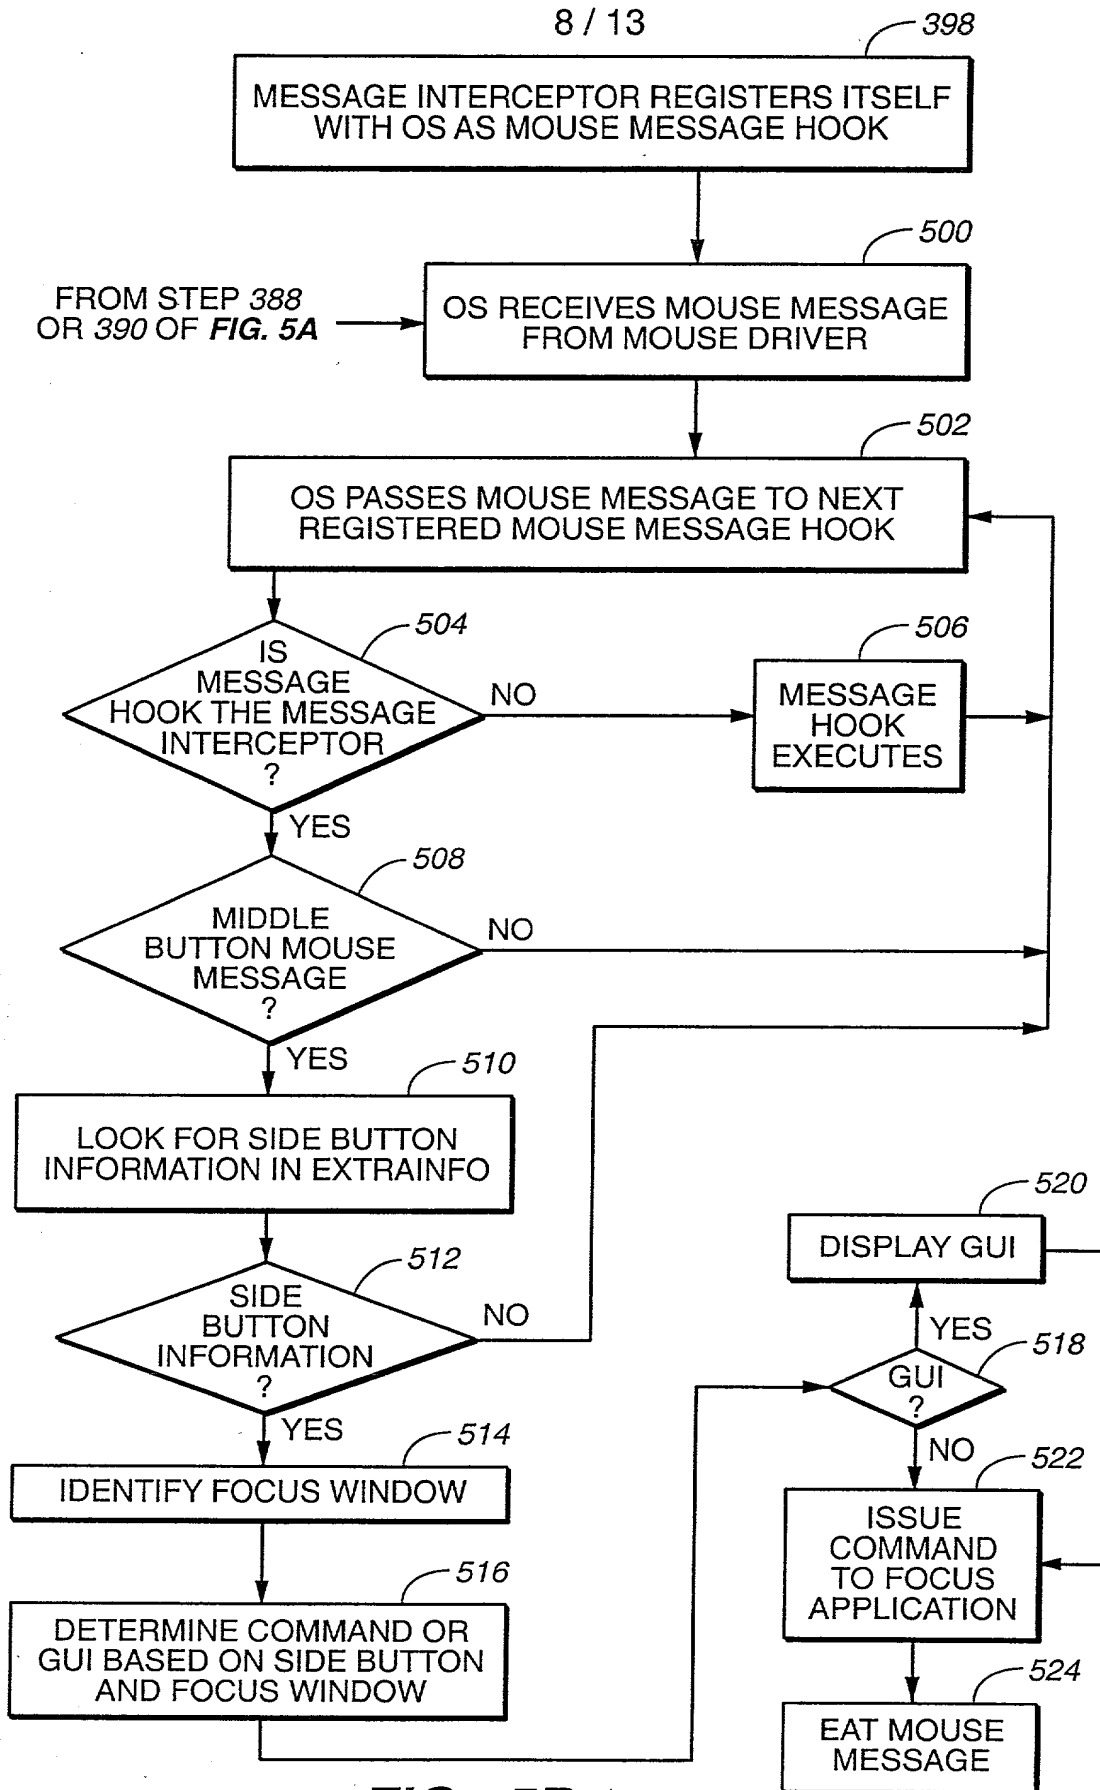 8 / 13
398
MESSAGE INTERCEPTOR REGISTERS ITSELF
WITH OS AS MOUSE MESSAGE HOOK
500
FROM STEP 388
OR 390 OF FIG. 5A
OS RECEIVES MOUSE MESSAGE
FROM MOUSE DRIVER
502
OS PASSES MOUSE MESSAGE TO NEXT
REGISTERED MOUSE MESSAGE HOOK
504
IS
MESSAGE
HOOK THE MESSAGE
INTERCEPTOR
?
NO
506
MESSAGE
HOOK
EXECUTES
YES
508
MIDDLE
BUTTON MOUSE
MESSAGE
?
NO
YES
510
LOOK FOR SIDE BUTTON
INFORMATION IN EXTRAINFO
512
SIDE
BUTTON
INFORMATION
?
NO
YES
514
IDENTIFY FOCUS WINDOW
516
DETERMINE COMMAND OR
GUI BASED ON SIDE BUTTON
AND FOCUS WINDOW
520
DISPLAY GUI
YES
518
GUI
?
NO
522
ISSUE
COMMAND
TO FOCUS
APPLICATION
524
EAT MOUSE
MESSAGE